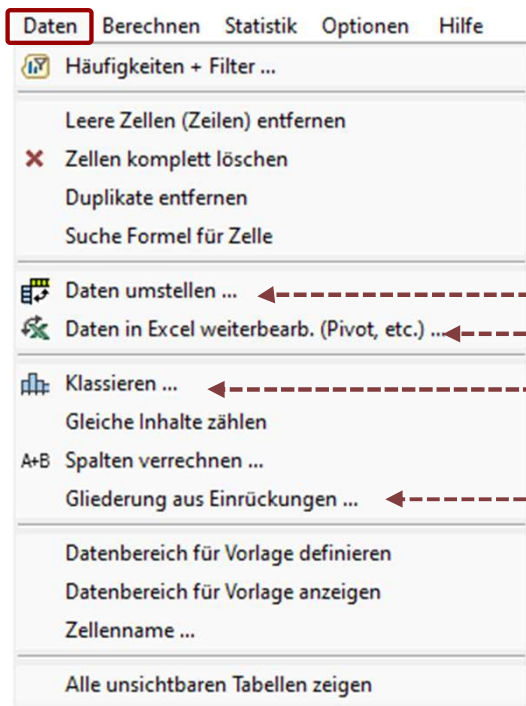 Daten Berechnen Statistik Optionen Hilfe
Häufigkeiten + Filter ...
Leere Zellen (Zeilen) entfernen
Zellen komplett löschen
Duplikate entfernen
Suche Formel für Zelle
Daten umstellen ...
Daten in Excel weiterbearb. (Pivot, etc.) ...
Klassieren ...
Gleiche Inhalte zählen
A+B Spalten verrechnen ...
Gliederung aus Einrückungen ...
Datenbereich für Vorlage definieren
Datenbereich für Vorlage anzeigen
Zellenname ...
Alle unsichtbaren Tabellen zeigen